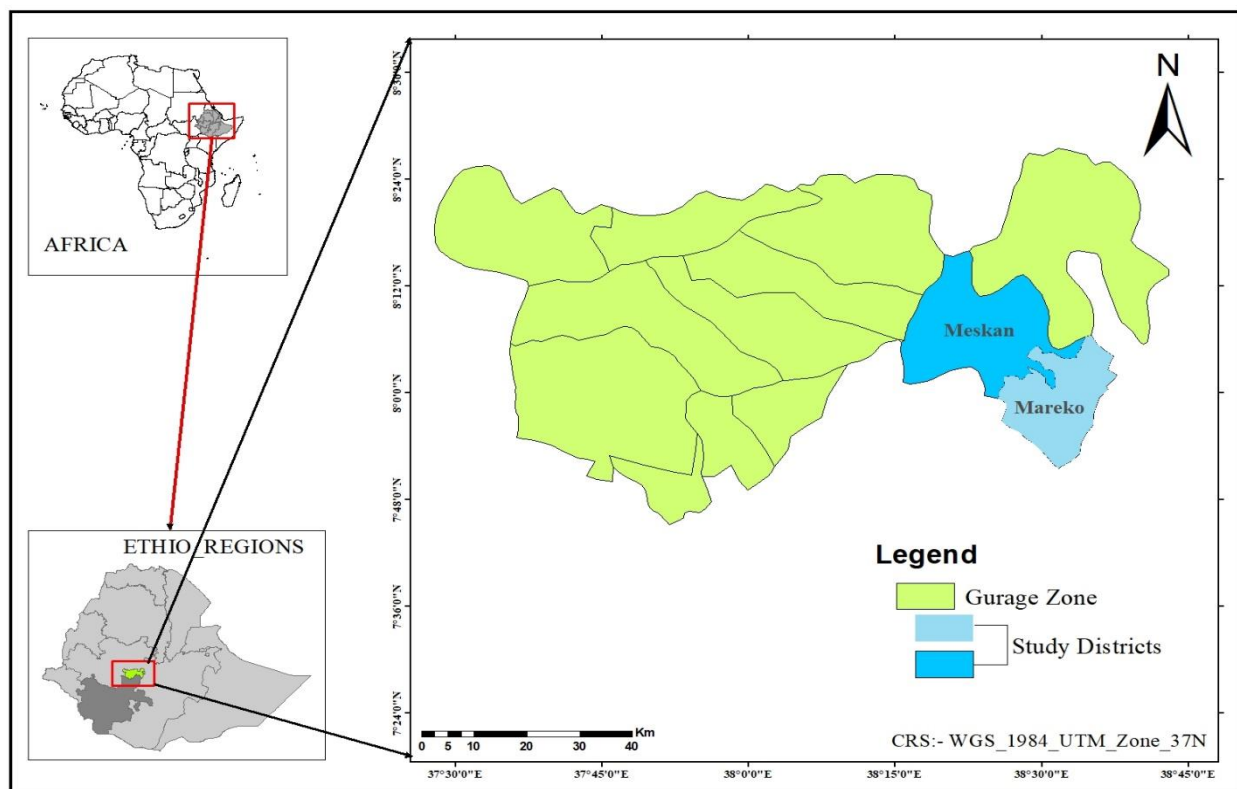 AFRICA
ETHIO_REGIONS
N
8°30'0"N
8°24'0"N
8°12'0"N
8°0'0"N
7°48'0"N
7°36'0"N
7°24'0"N
Meskan
Mareko
Legend
Gurage Zone
Study Districts
Km
0 5 10 20 30 40
CRS:- WGS_1984_UTM_Zone_37N
37°30'0"E 37°45'0"E 38°0'0"E 38°15'0"E 38°30'0"E 38°45'0"E